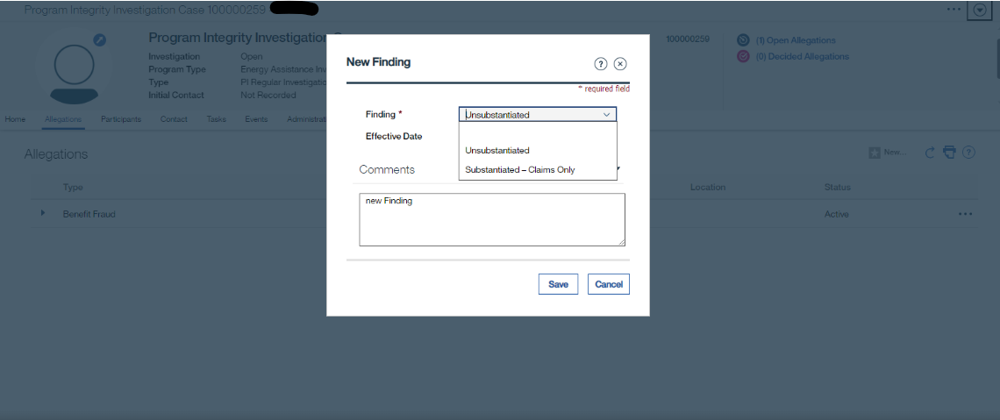 Program Integrity Investigation Case 100000259
Program Integrity Investigation
100000259
Investigation Open
Program Type Energy Assistance Inv
Type PI Regular Investigatio
Initial Contact Not Recorded
(1) Open Allegations
(0) Decided Allegations
Home Allegations Participants Contact Tasks Events Administrat
Allegations
New...
Type Location Status
Benefit Fraud Active
New Finding
* required field
Finding * Unsubstantiated
Effective Date
Unsubstantiated
Substantiated – Claims Only
Comments
new Finding
Save Cancel